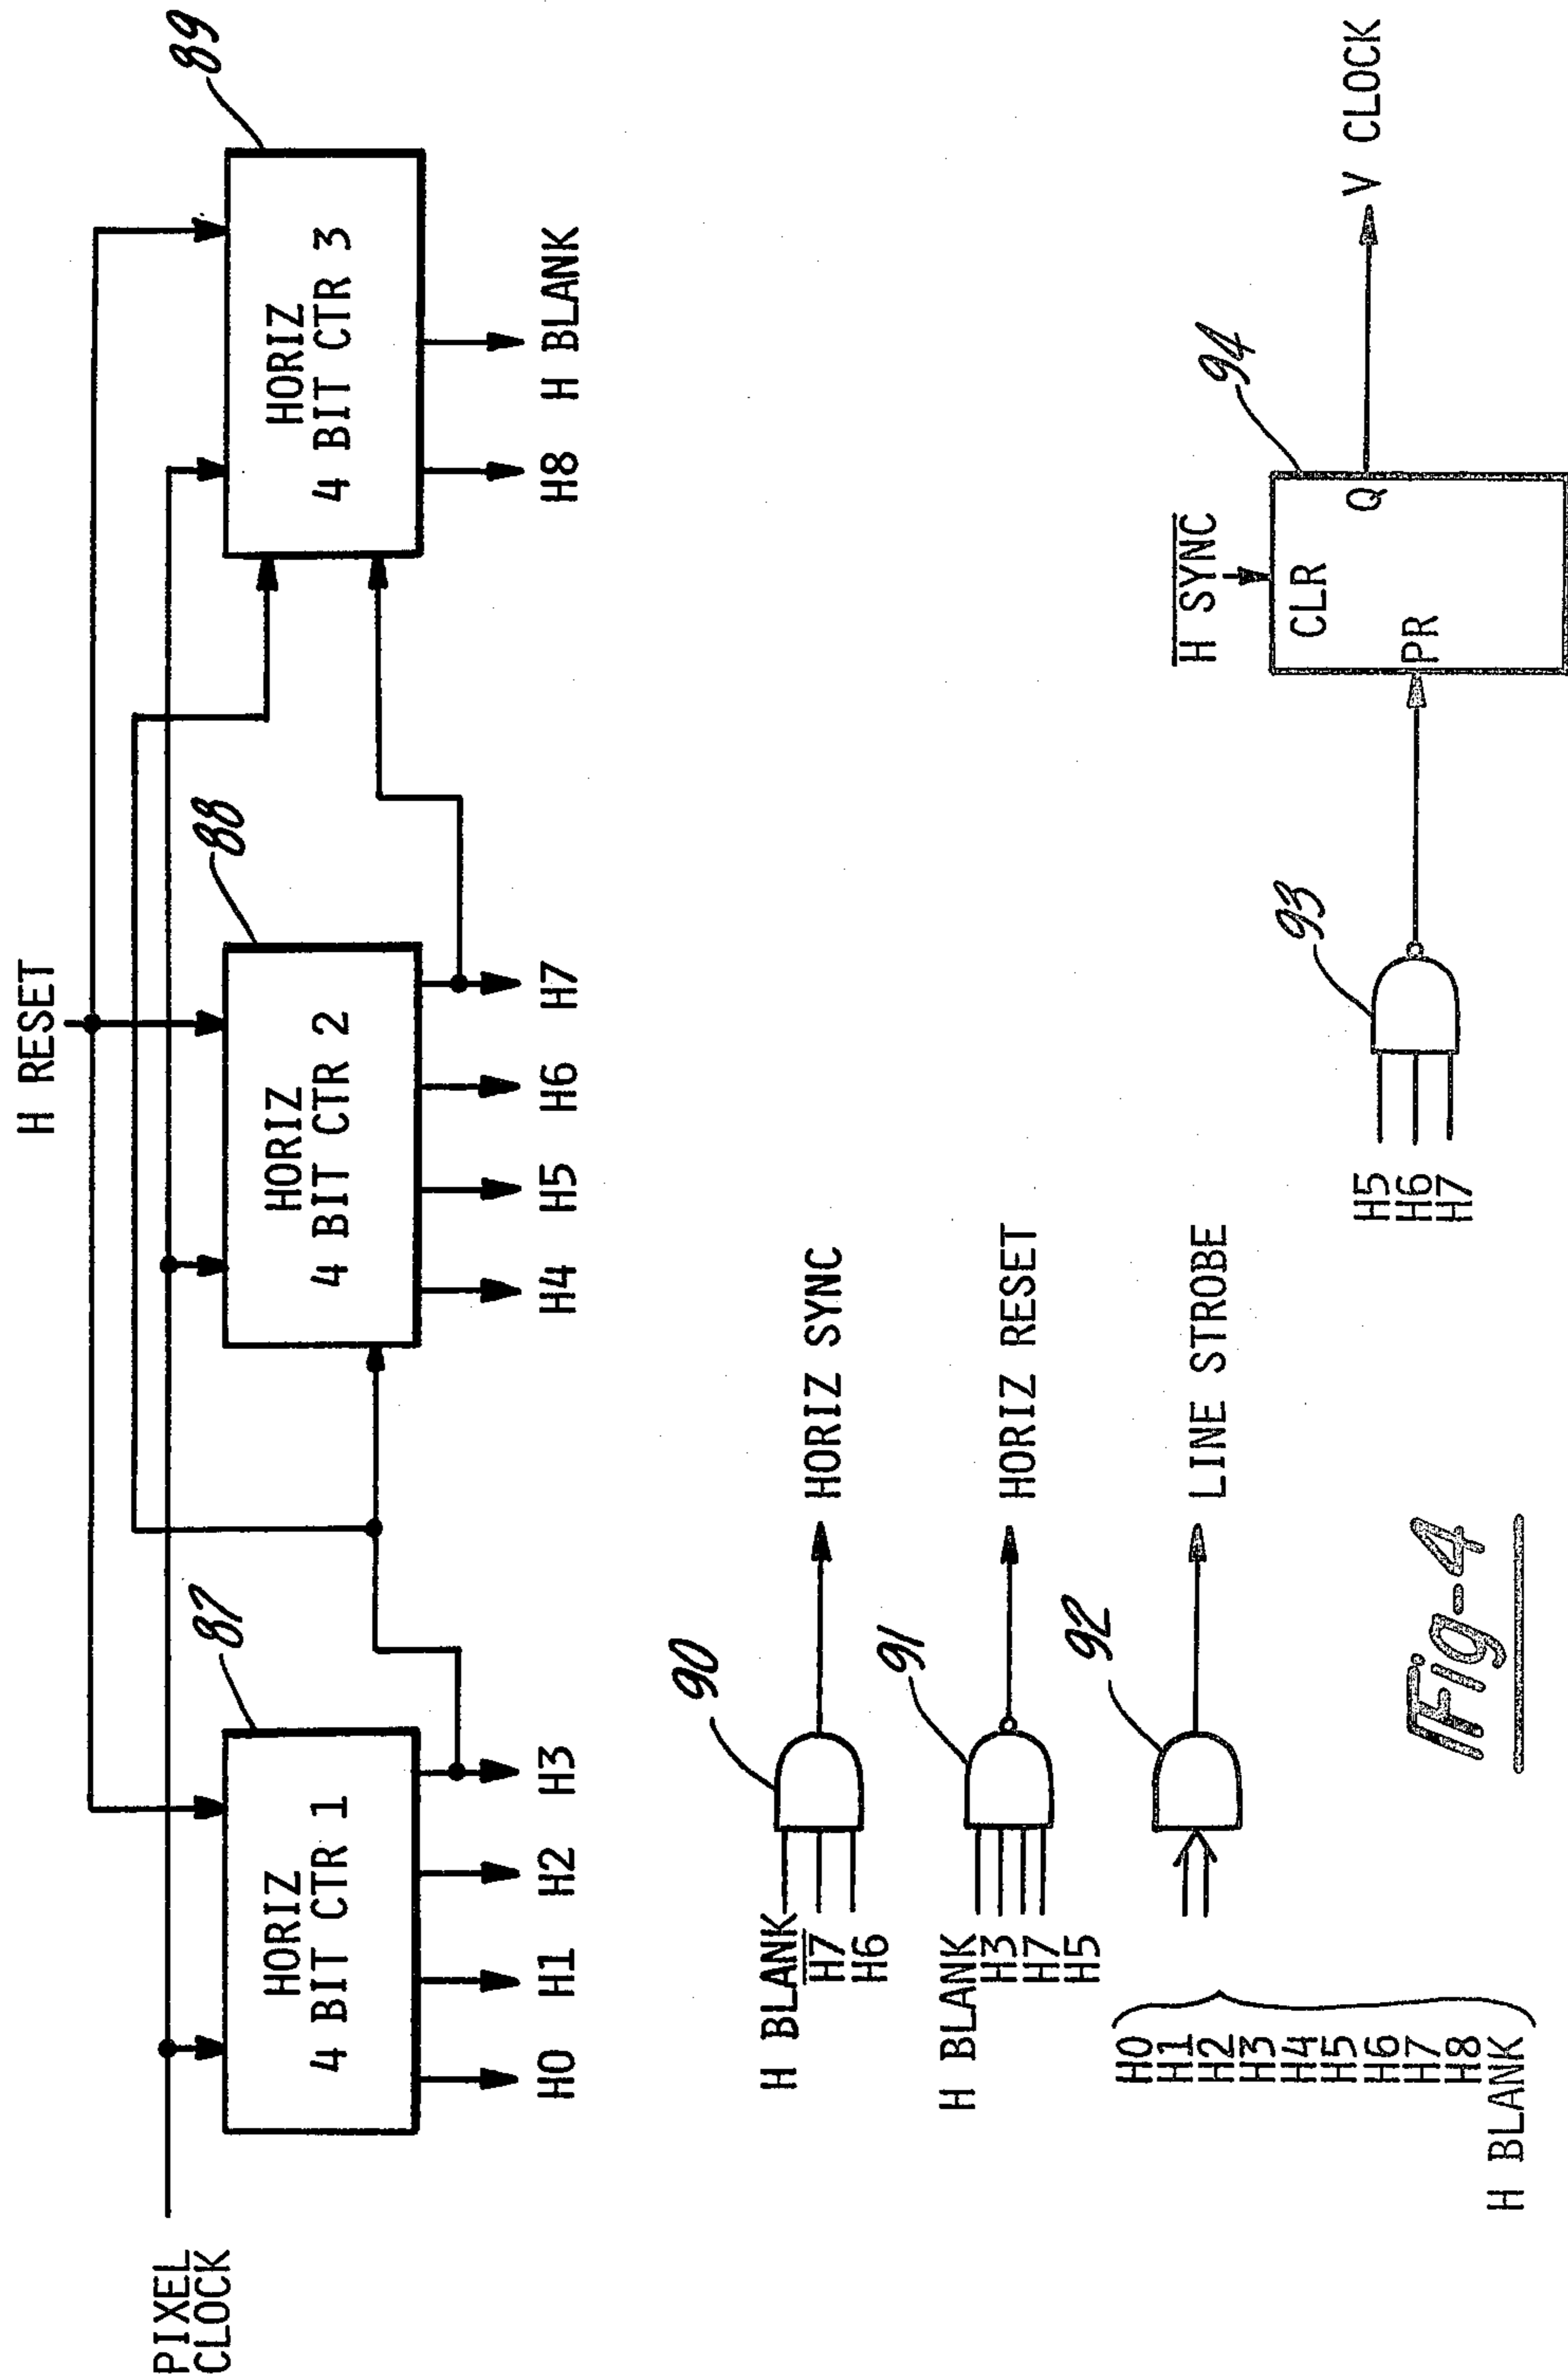 H RESET
PIXEL
CLOCK
87
HORIZ
4 BIT CTR 1
H0 H1 H2 H3
88
HORIZ
4 BIT CTR 2
H4 H5 H6 H7
89
HORIZ
4 BIT CTR 3
H8 H BLANK
90
H BLANK
H̅7̅
H6
HORIZ SYNC
91
H BLANK
H3
H7
H5
HORIZ RESET
92
H0
H1
H2
H3
H4
H5
H6
H7
H8
H BLANK
LINE STROBE
93
H5
H6
H7
94
H̅ ̅S̅Y̅N̅C̅
CLR
PR
Q
V CLOCK
Fig-4